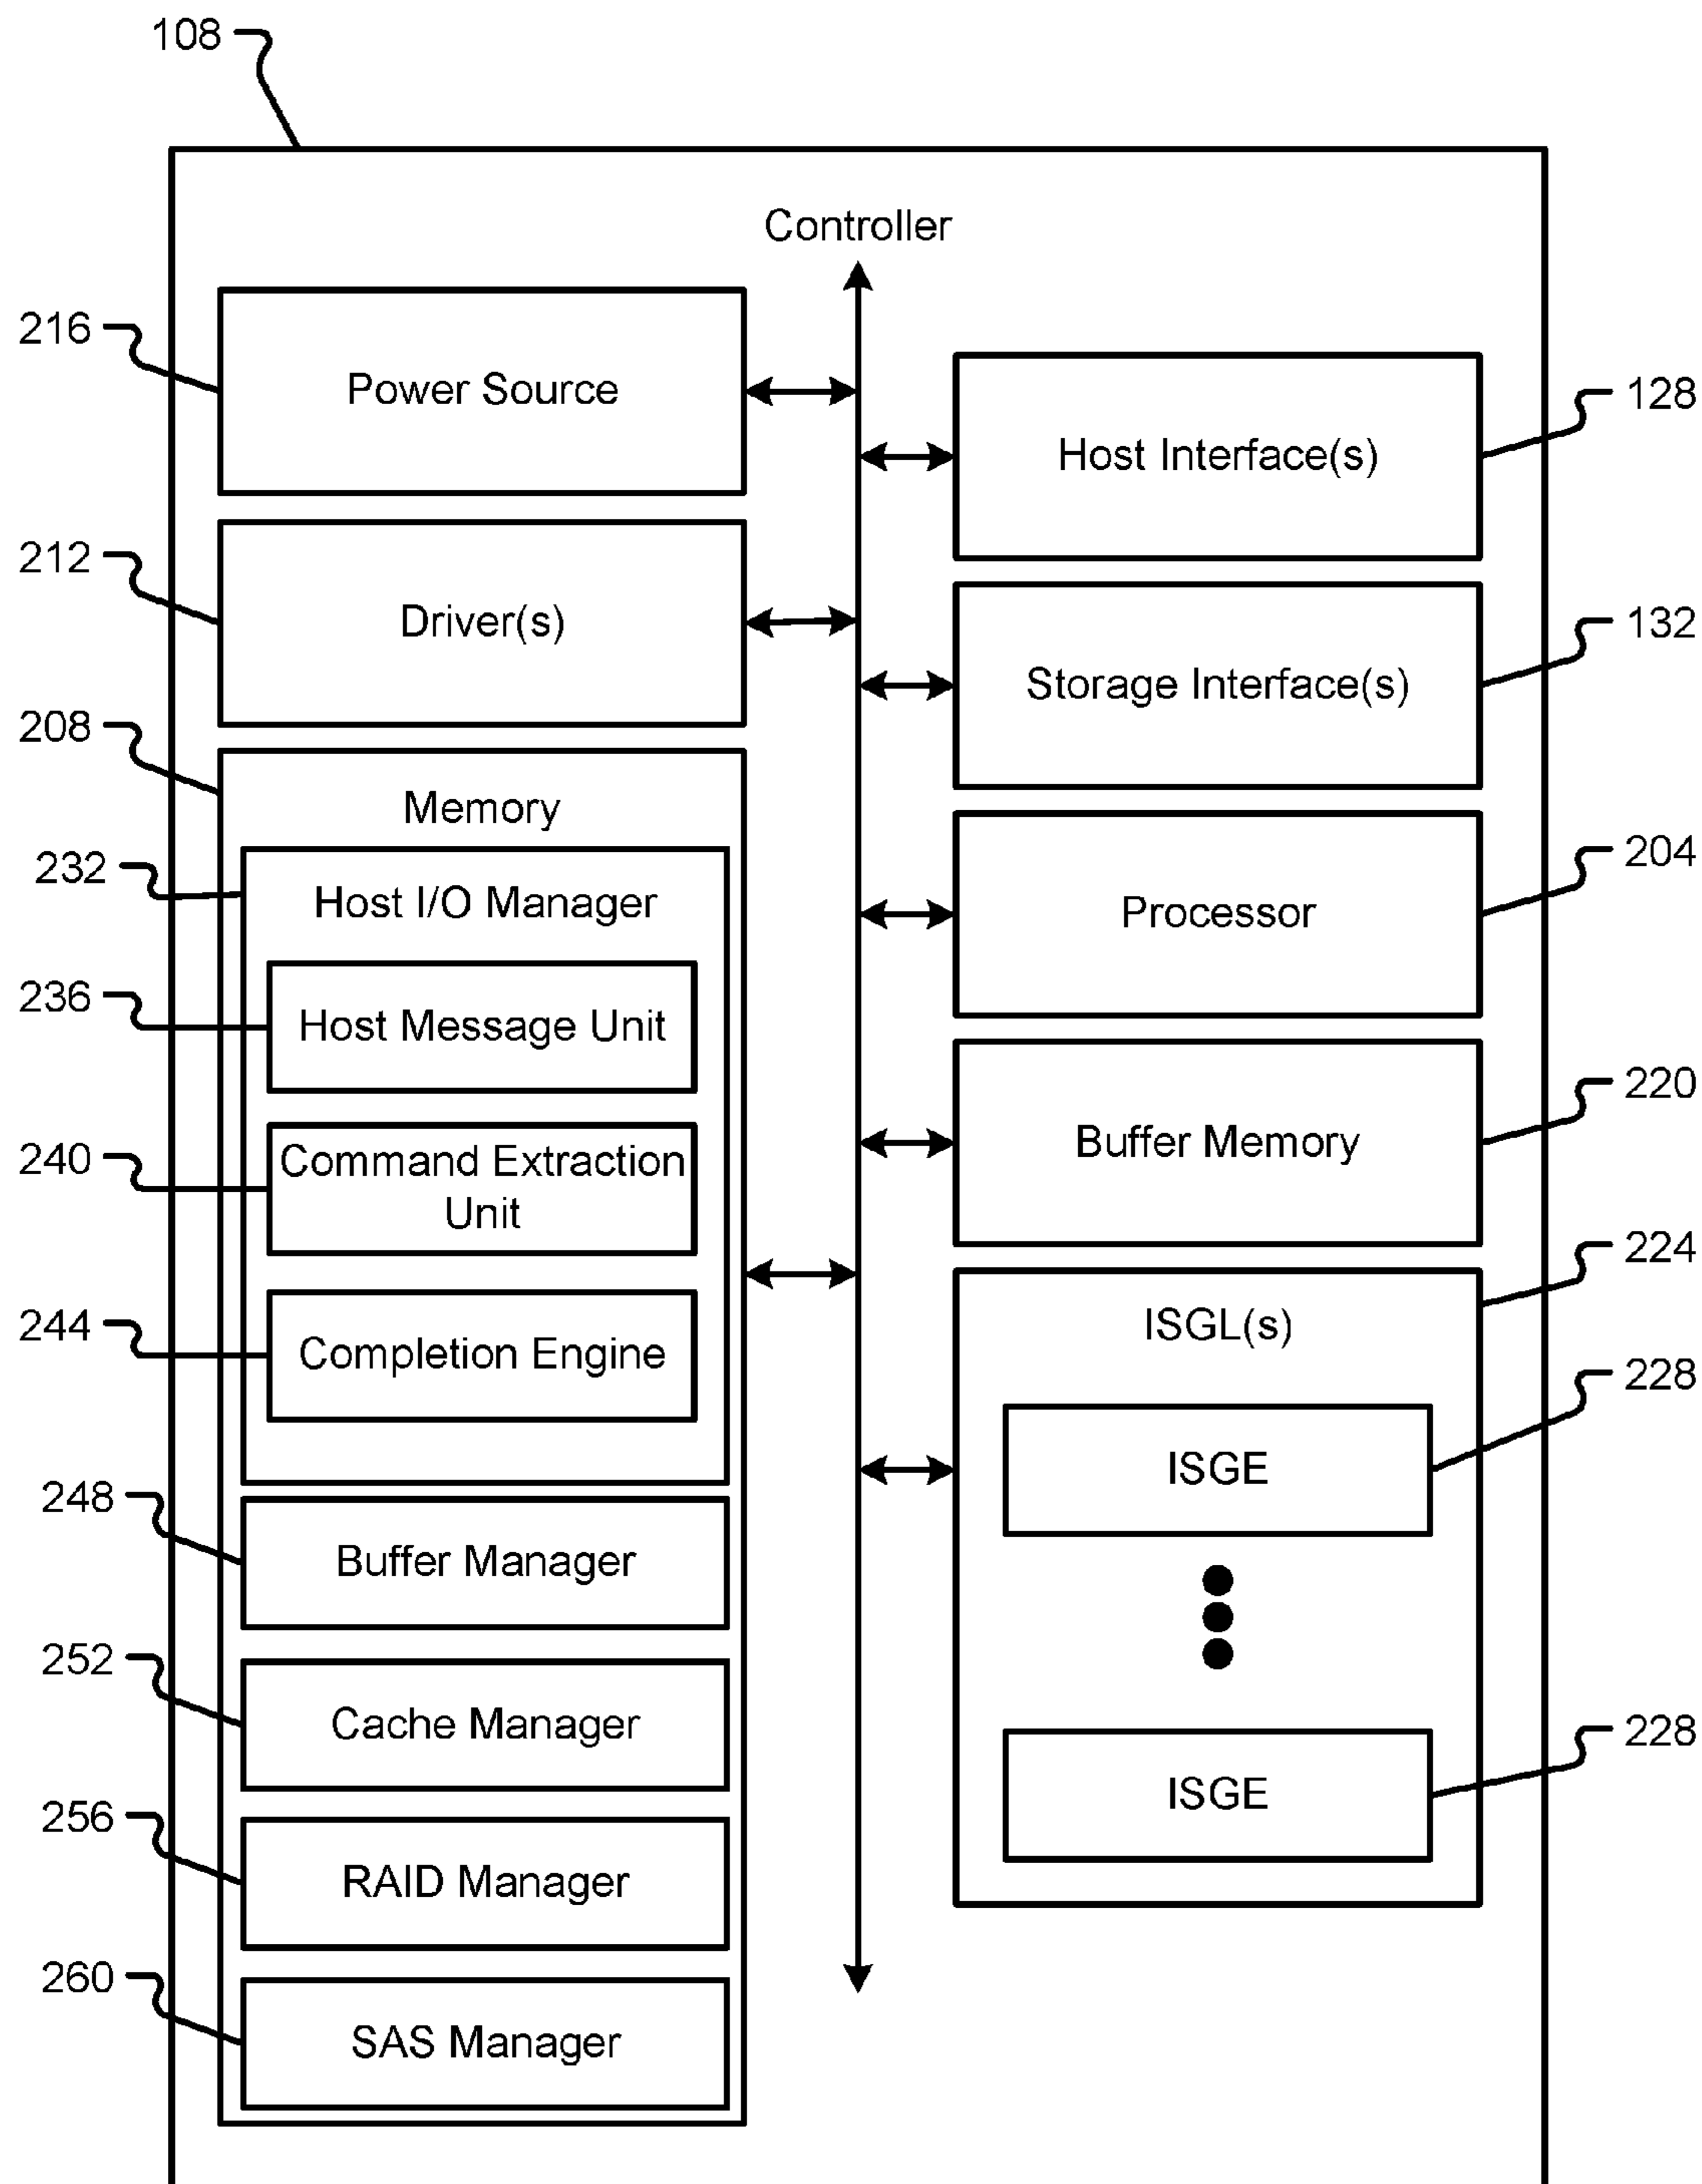 108
Controller
216
Power Source
128
Host Interface(s)
212
Driver(s)
132
Storage Interface(s)
208
Memory
232
Host I/O Manager
204
Processor
236
Host Message Unit
220
Buffer Memory
240
Command Extraction
Unit
224
ISGL(s)
244
Completion Engine
228
ISGE
248
Buffer Manager
252
Cache Manager
228
ISGE
256
RAID Manager
260
SAS Manager